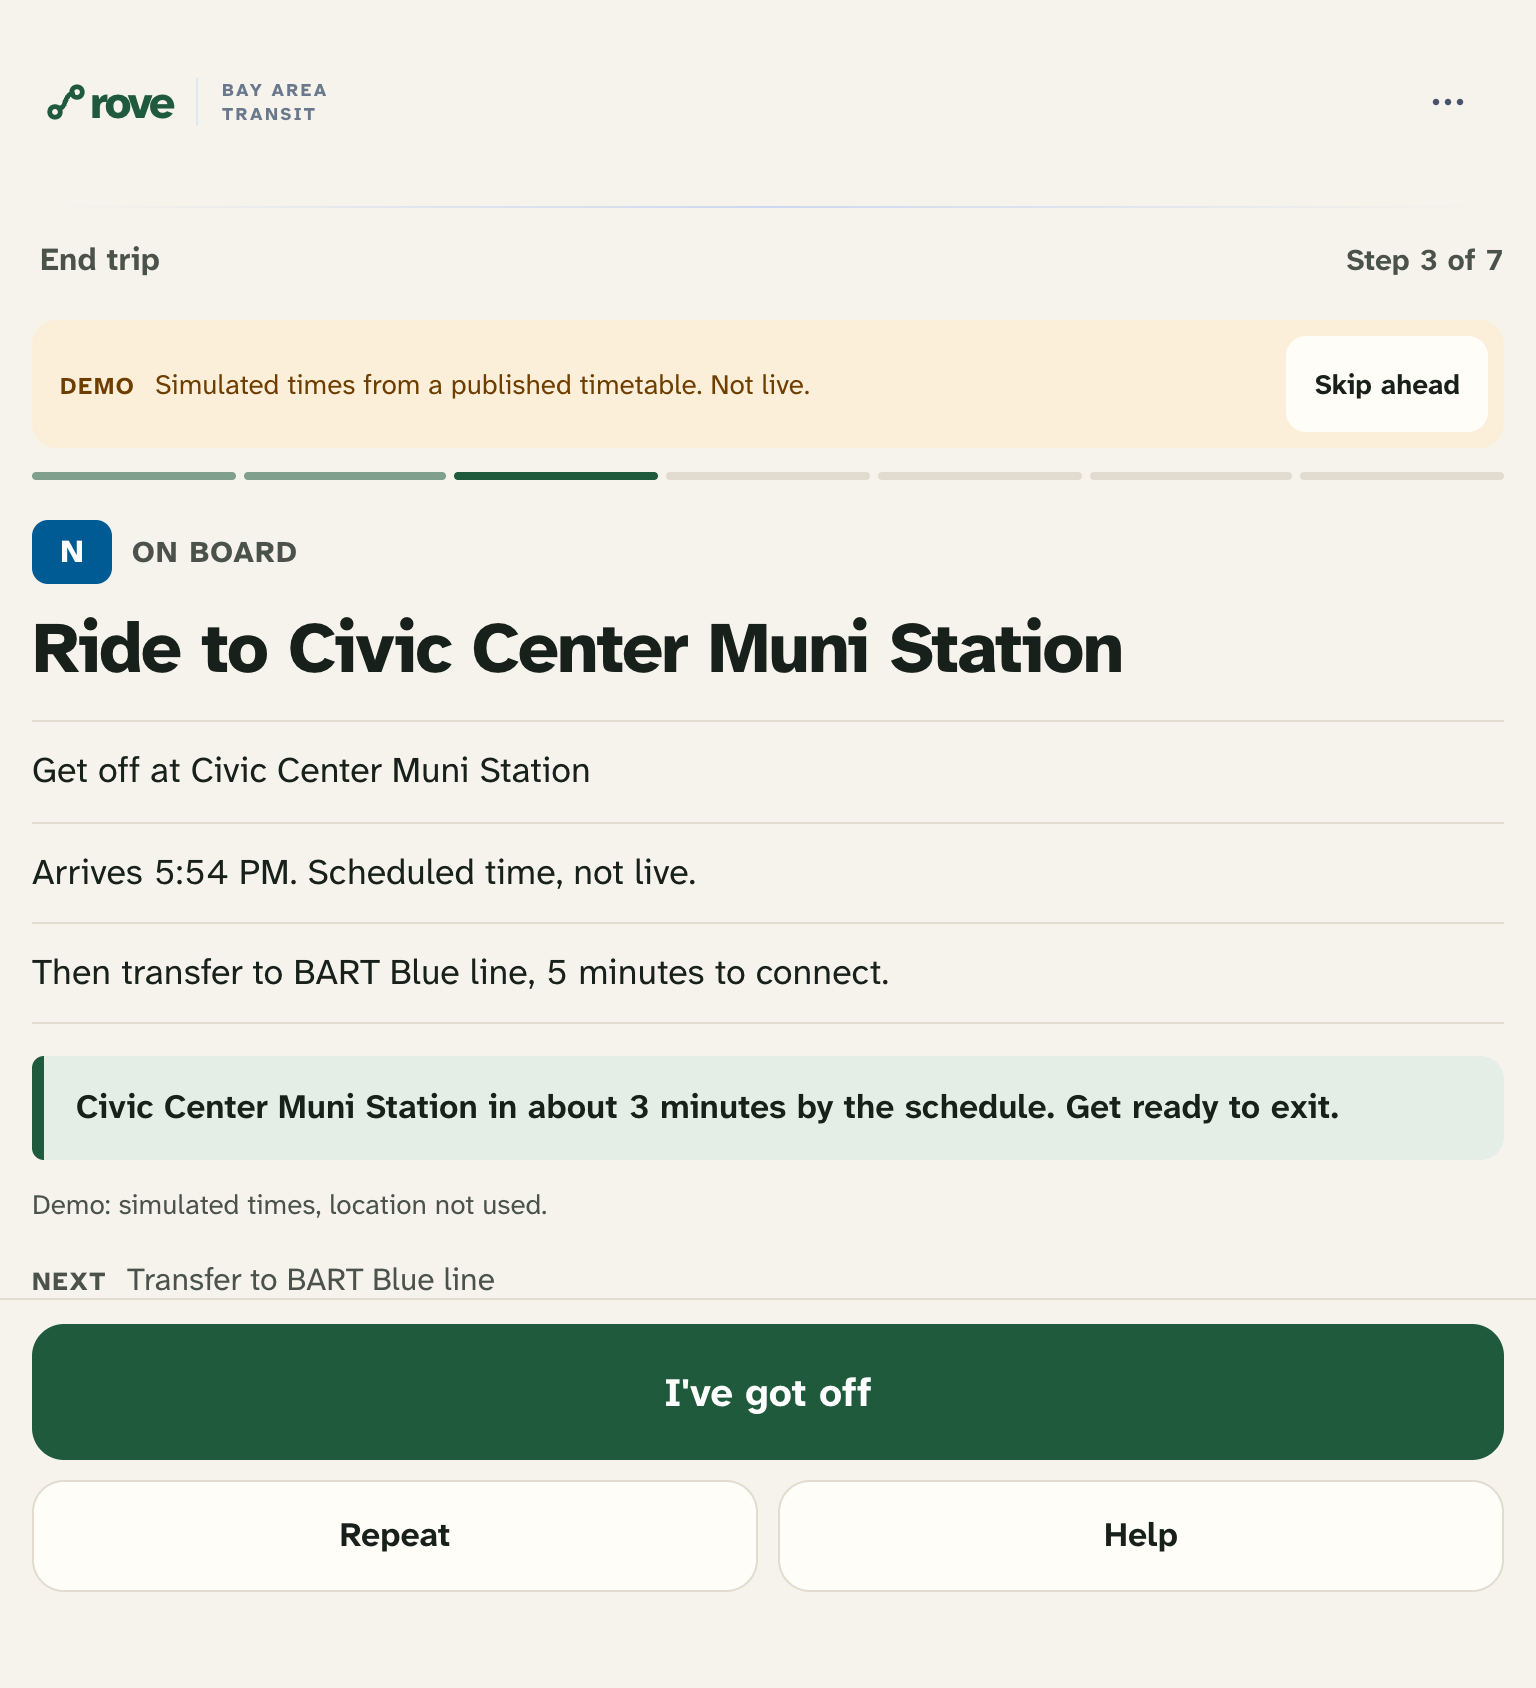 rove
BAY AREA
TRANSIT
End trip
Step 3 of 7
DEMO Simulated times from a published timetable. Not live.
Skip ahead
N ON BOARD
Ride to Civic Center Muni Station
Get off at Civic Center Muni Station
Arrives 5:54 PM. Scheduled time, not live.
Then transfer to BART Blue line, 5 minutes to connect.
Civic Center Muni Station in about 3 minutes by the schedule. Get ready to exit.
Demo: simulated times, location not used.
NEXT Transfer to BART Blue line
I've got off
Repeat
Help